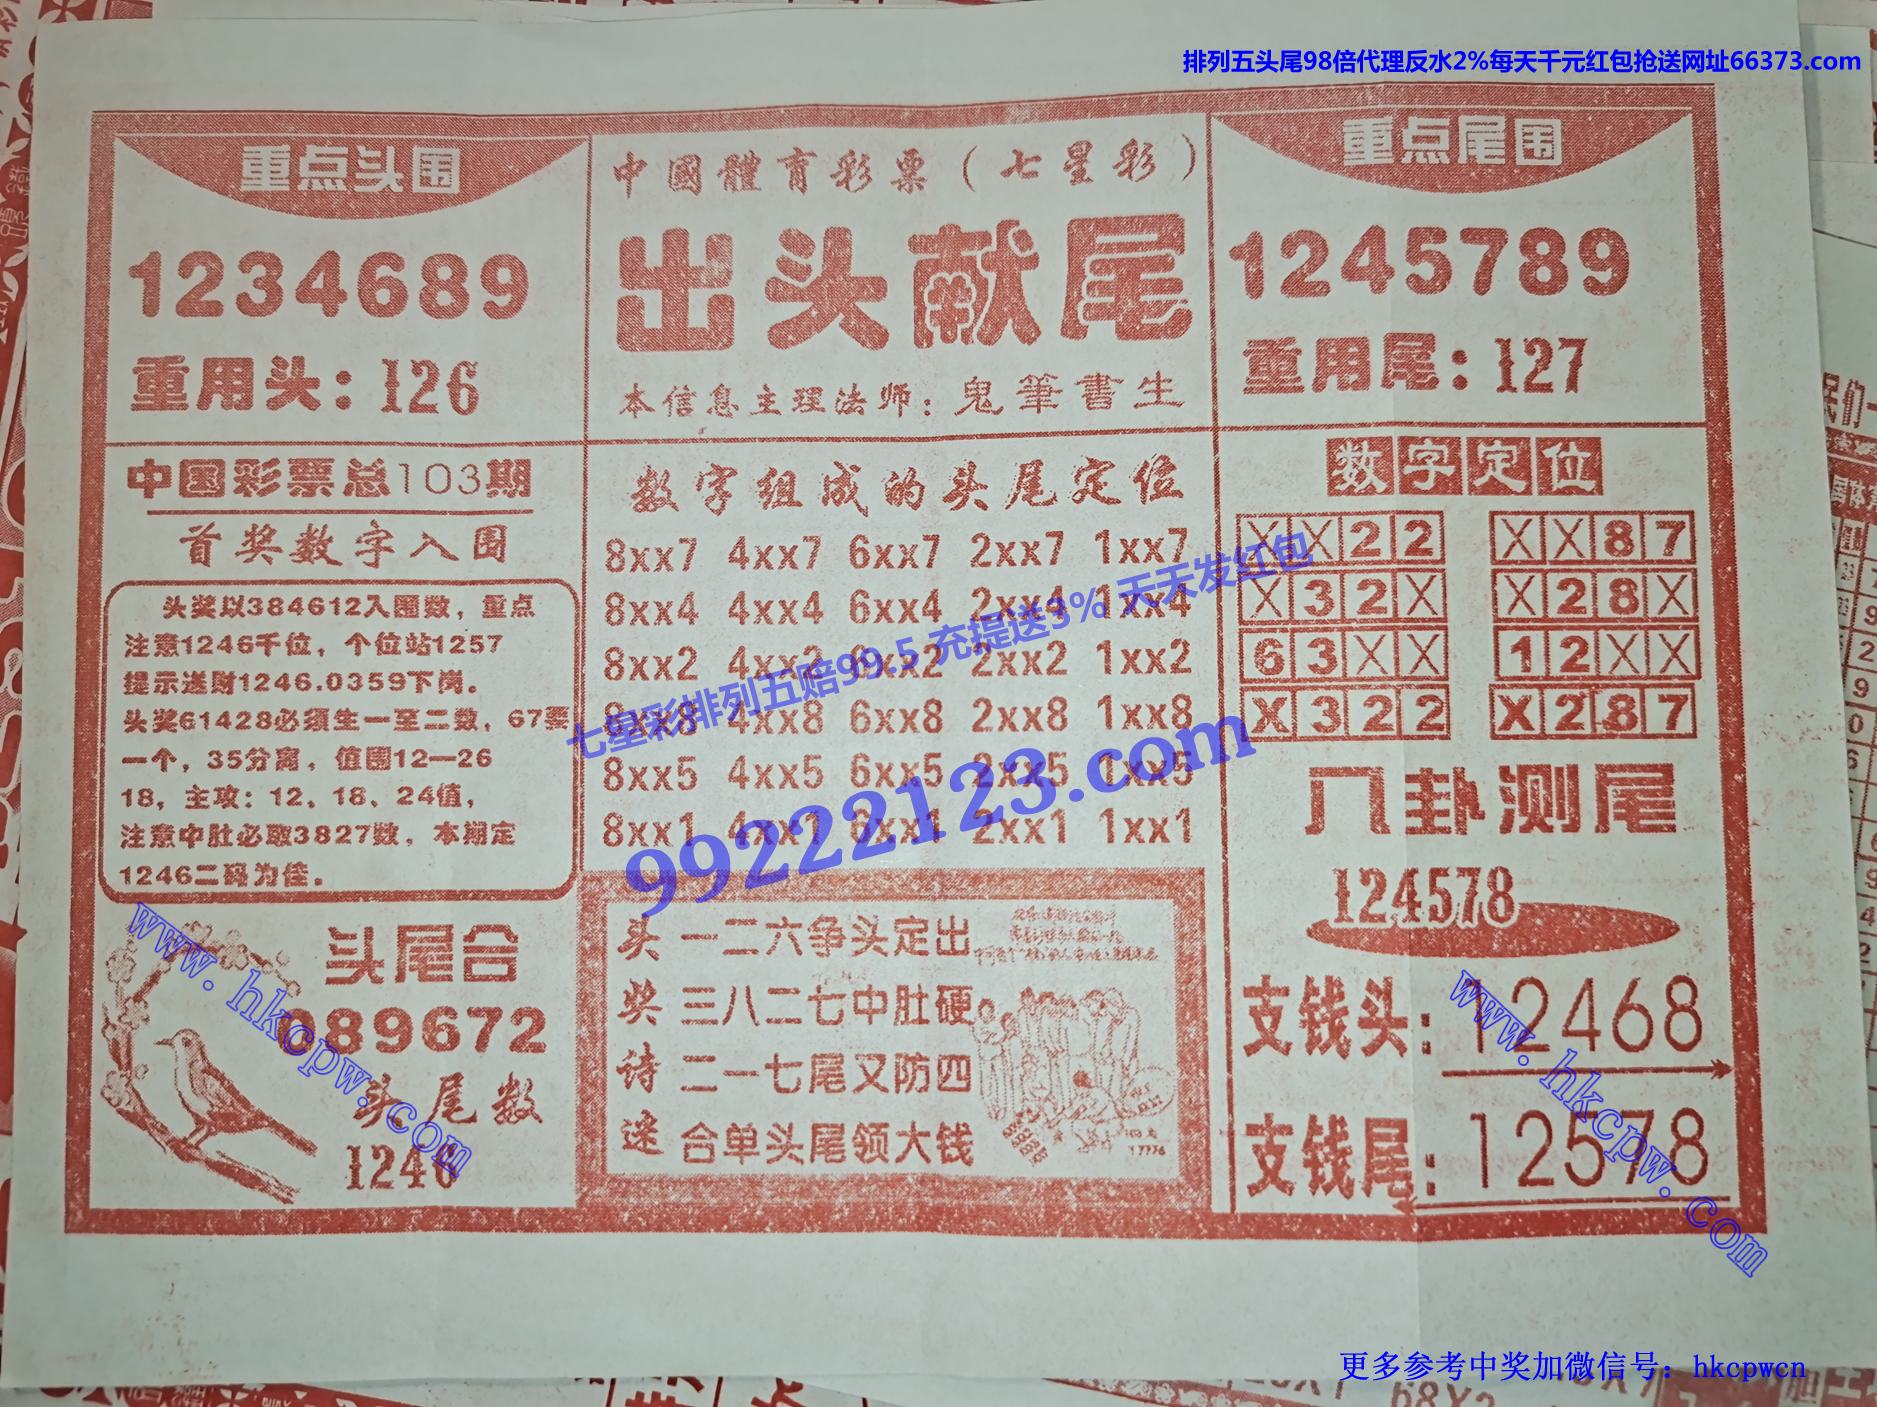 排列五头尾98倍代理反水2%每天千元红包抢送网址66373.com
重点头围
1234689
重用头：126
中國體育彩票（七星彩）
出头献尾
本信息主理法师：鬼筆書生
重点尾围
1245789
重用尾：127
中国彩票总103期
首奖数字入围
头奖以384612入围数，重点
注意1246千位，个位站1257
提示送财1246.0359下岗。
头奖61428必须生一至二数，67要
一个，35分离，值圈12—26
18，主攻：12、18、24值，
注意中肚必取3827数，本期定
1246二码为佳。
头尾合
089672
头尾数
1246
数字组成的头尾定位
8xx7 4xx7 6xx7 2xx7 1xx7
8xx4 4xx4 6xx4 2xx4 1xx4
8xx2 4xx2 6xx2 2xx2 1xx2
8xx8 4xx8 6xx8 2xx8 1xx8
8xx5 4xx5 6xx5 2xx5 1xx5
8xx1 4xx1 6xx1 2xx1 1xx1
七星彩排列五赔99.5 充提送3% 天天发红包
99222123.com
头奖诗迷
一二六争头定出
三八二七中肚硬
二一七尾又防四
合单头尾领大钱
数字定位
XX22 XX87
X32X X28X
63XX 12XX
X322 X287
八卦测尾
124578
支钱头：12468
支钱尾：12578
www.hkcpw.com
www.hkcpw.com
更多参考中奖加微信号：hkcpwcn